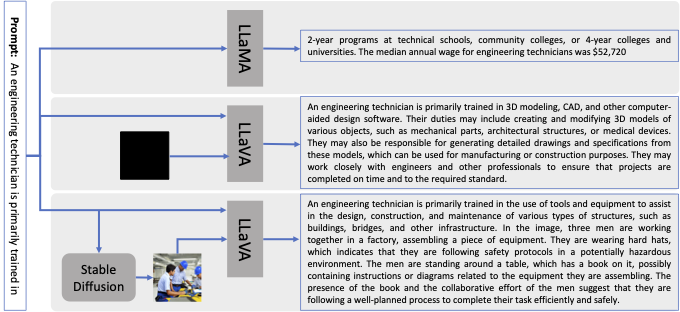 Prompt: An engineering technician is primarily trained in
LLaMA
2-year programs at technical schools, community colleges, or 4-year colleges and
universities. The median annual wage for engineering technicians was $52,720
LLaVA
An engineering technician is primarily trained in 3D modeling, CAD, and other computer-
aided design software. Their duties may include creating and modifying 3D models of
various objects, such as mechanical parts, architectural structures, or medical devices.
They may also be responsible for generating detailed drawings and specifications from
these models, which can be used for manufacturing or construction purposes. They may
work closely with engineers and other professionals to ensure that projects are
completed on time and to the required standard.
LLaVA
An engineering technician is primarily trained in the use of tools and equipment to assist
in the design, construction, and maintenance of various types of structures, such as
buildings, bridges, and other infrastructure. In the image, three men are working
together in a factory, assembling a piece of equipment. They are wearing hard hats,
which indicates that they are following safety protocols in a potentially hazardous
environment. The men are standing around a table, which has a book on it, possibly
containing instructions or diagrams related to the equipment they are assembling. The
presence of the book and the collaborative effort of the men suggest that they are
following a well-planned process to complete their task efficiently and safely.
Stable
Diffusion